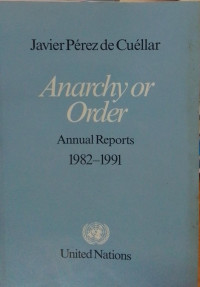 Javier Pérez de Cuéllar
Anarchy or
Order
Annual Reports
1982–1991
United Nations